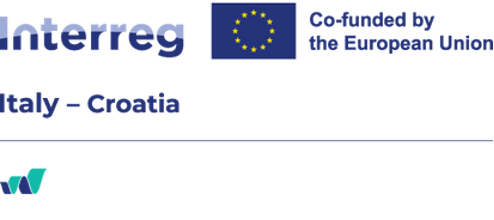 Interreg
Co-funded by
the European Union
Italy – Croatia